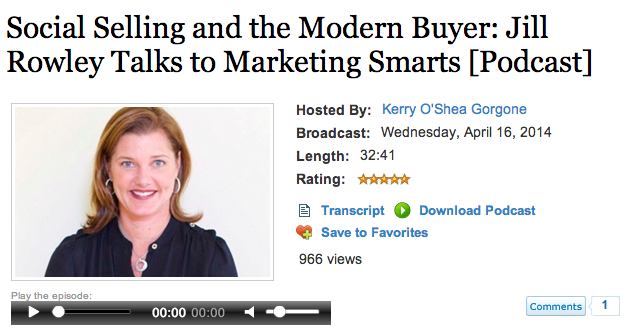 Social Selling and the Modern Buyer: Jill
Rowley Talks to Marketing Smarts [Podcast]
Hosted By: Kerry O'Shea Gorgone
Broadcast: Wednesday, April 16, 2014
Length: 32:41
Rating:
Transcript Download Podcast
Save to Favorites
966 views
Play the episode:
00:00 00:00
Comments 1